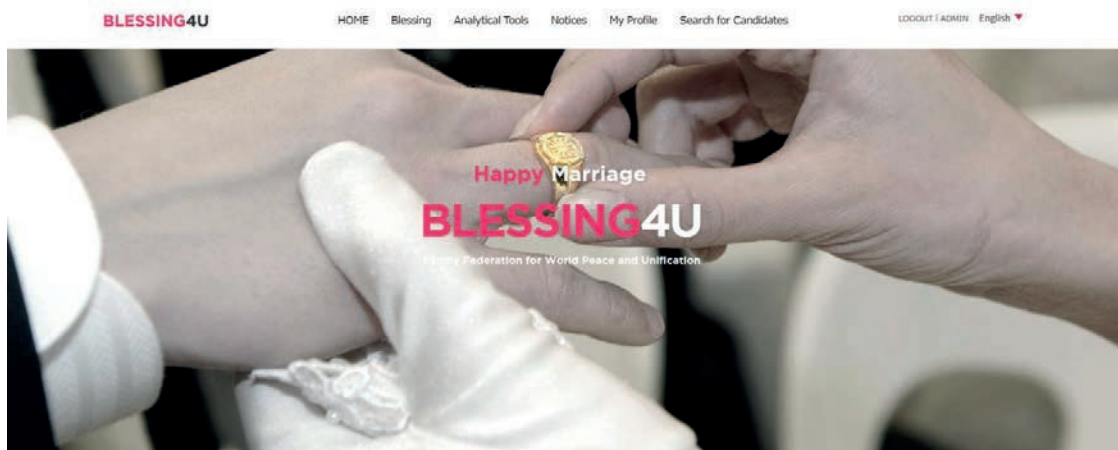 BLESSING4U HOME Blessing Analytical Tools Notices My Profile Search for Candidates LOGOUT | ADMIN English
Happy Marriage
BLESSING4U
Family Federation for World Peace and Unification